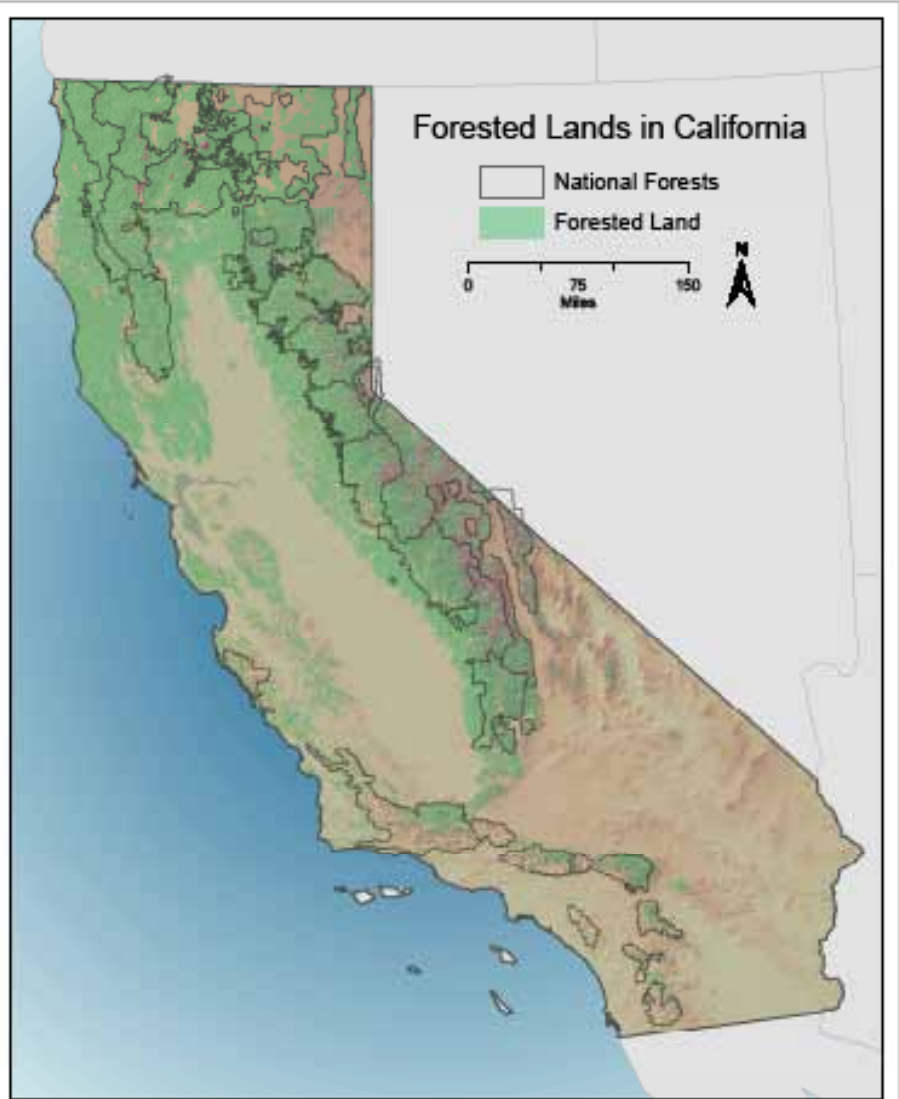 Forested Lands in California
National Forests
Forested Land
N
0 75 150
Miles